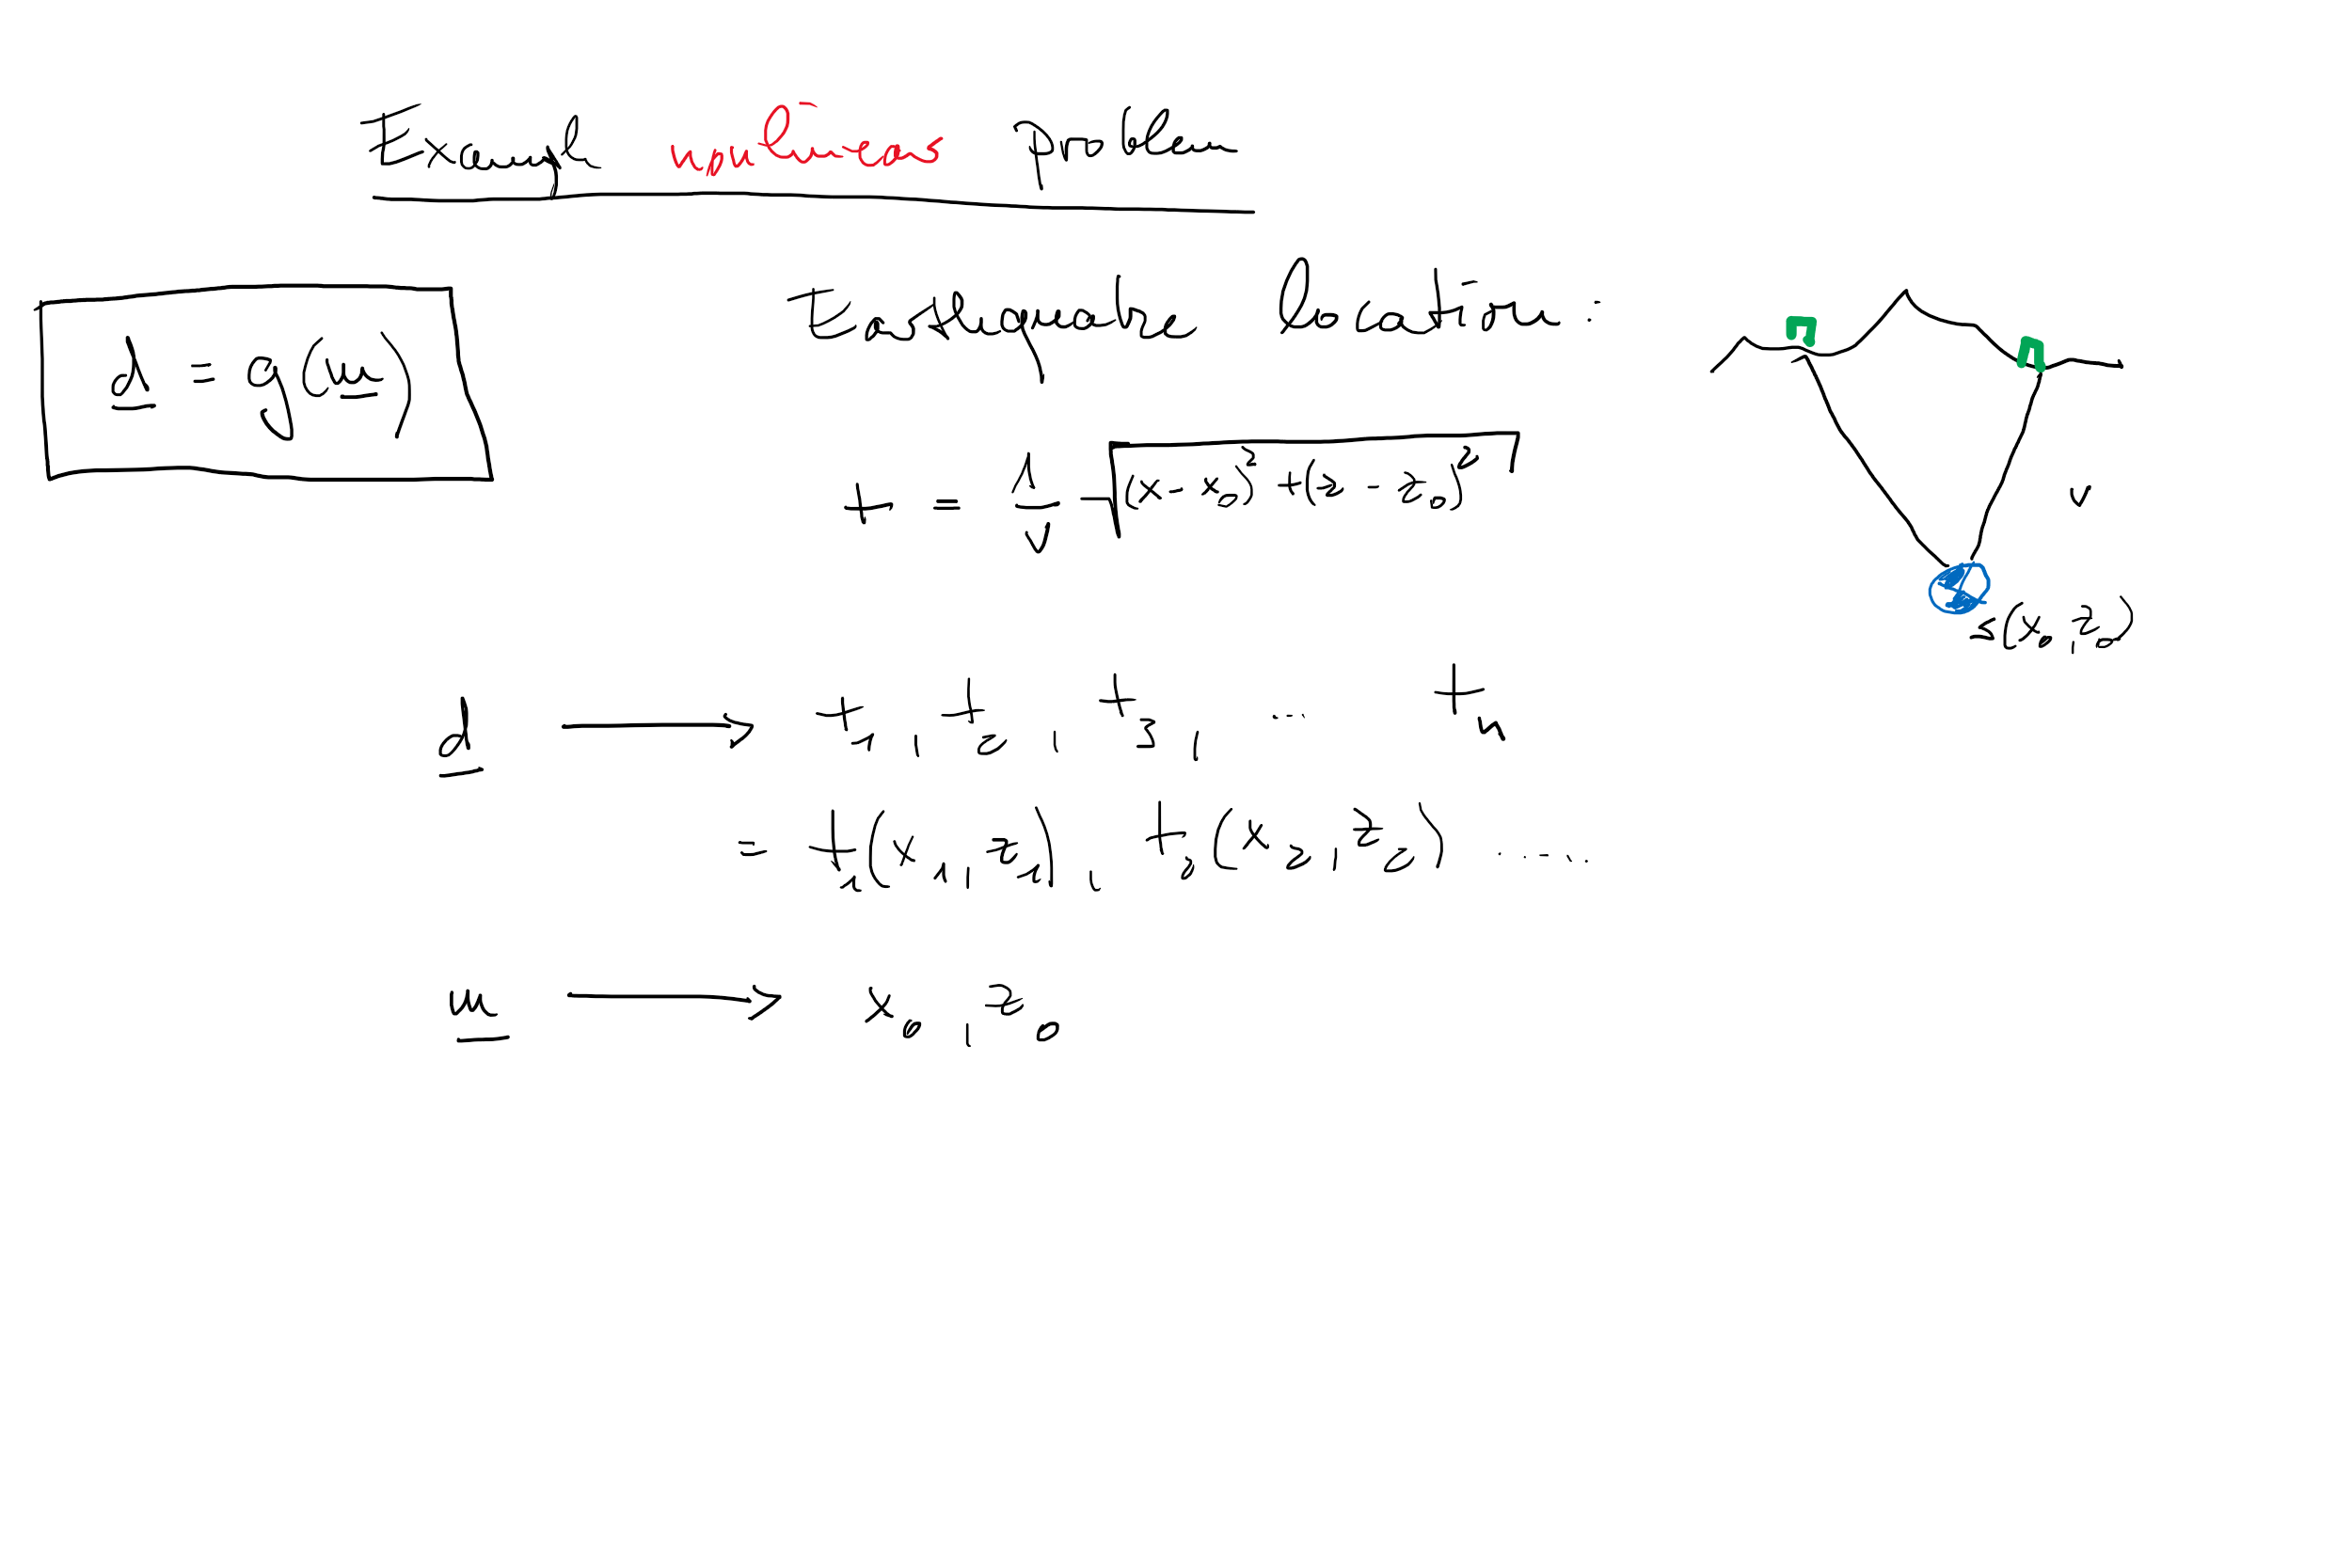 Example nonlinear problem
Earthquake location :
d = g(m)
t = 1/v √((x - x₀)² + (z - z₀)²)
v
S(x₀, z₀)
d → t₁, t₂, t₃, ... tₙ
= t₁(x₁, z₁), t₂(x₂, z₂) .....
m → x₀, z₀